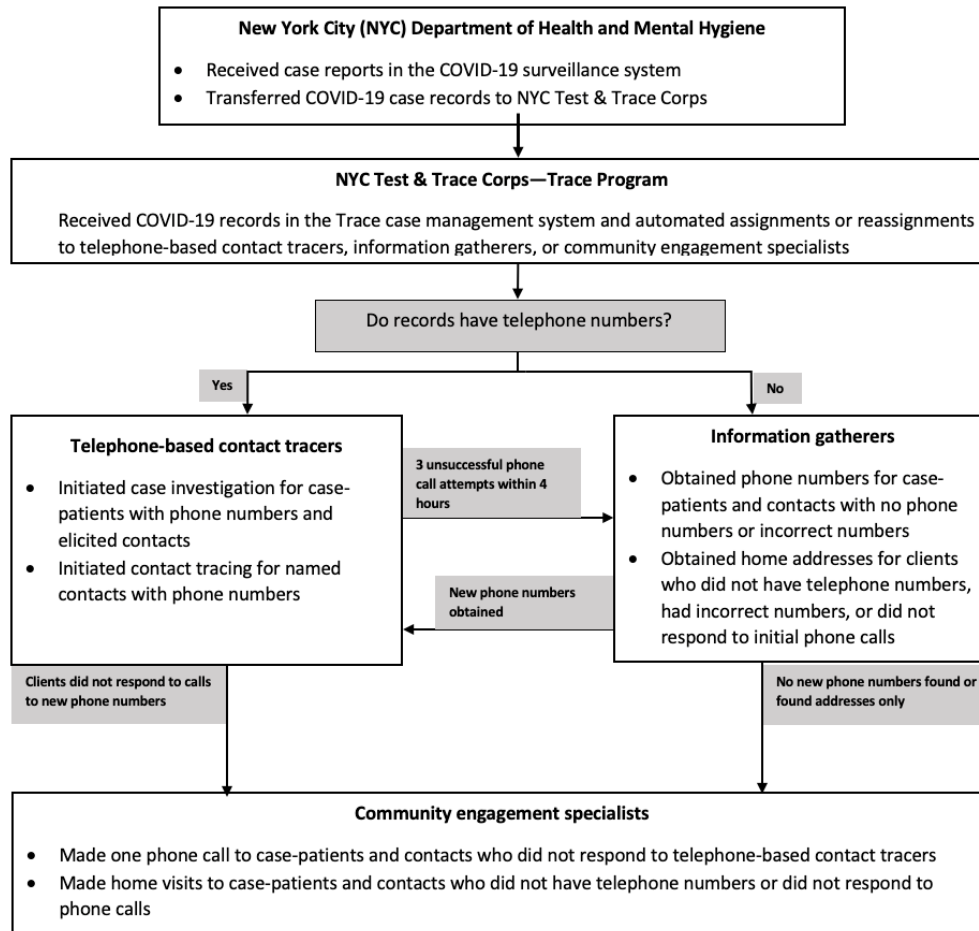 New York City (NYC) Department of Health and Mental Hygiene
• Received case reports in the COVID-19 surveillance system
• Transferred COVID-19 case records to NYC Test & Trace Corps
NYC Test & Trace Corps—Trace Program
Received COVID-19 records in the Trace case management system and automated assignments or reassignments
to telephone-based contact tracers, information gatherers, or community engagement specialists
Do records have telephone numbers?
Yes
No
Telephone-based contact tracers
• Initiated case investigation for case-
patients with phone numbers and
elicited contacts
• Initiated contact tracing for named
contacts with phone numbers
3 unsuccessful phone
call attempts within 4
hours
New phone numbers
obtained
Information gatherers
• Obtained phone numbers for case-
patients and contacts with no phone
numbers or incorrect numbers
• Obtained home addresses for clients
who did not have telephone numbers,
had incorrect numbers, or did not
respond to initial phone calls
Clients did not respond to calls
to new phone numbers
No new phone numbers found or
found addresses only
Community engagement specialists
• Made one phone call to case-patients and contacts who did not respond to telephone-based contact tracers
• Made home visits to case-patients and contacts who did not have telephone numbers or did not respond to
phone calls